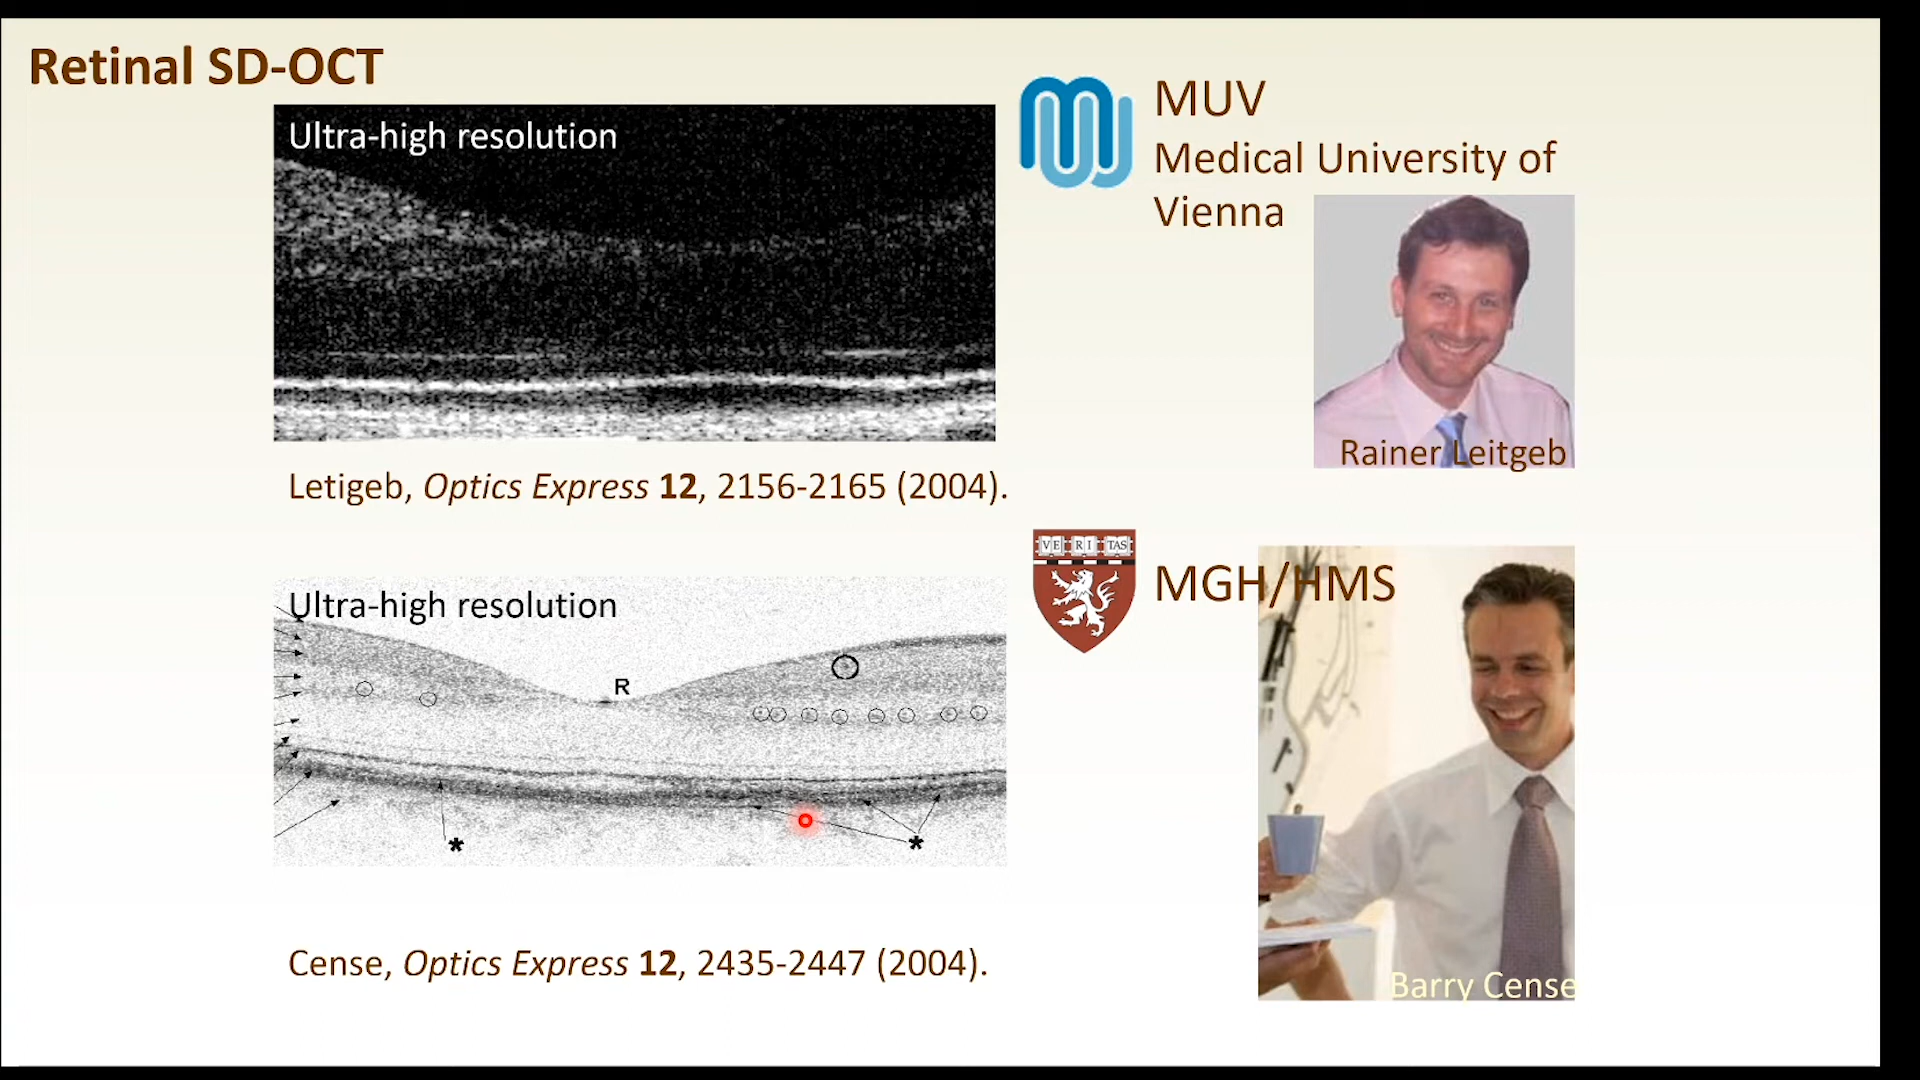 Retinal SD-OCT
Ultra-high resolution
MUV
Medical University of
Vienna
Rainer Leitgeb
Letigeb, Optics Express 12, 2156-2165 (2004).
VE RI TAS
MGH/HMS
Ultra-high resolution
R
*
*
Barry Cense
Cense, Optics Express 12, 2435-2447 (2004).